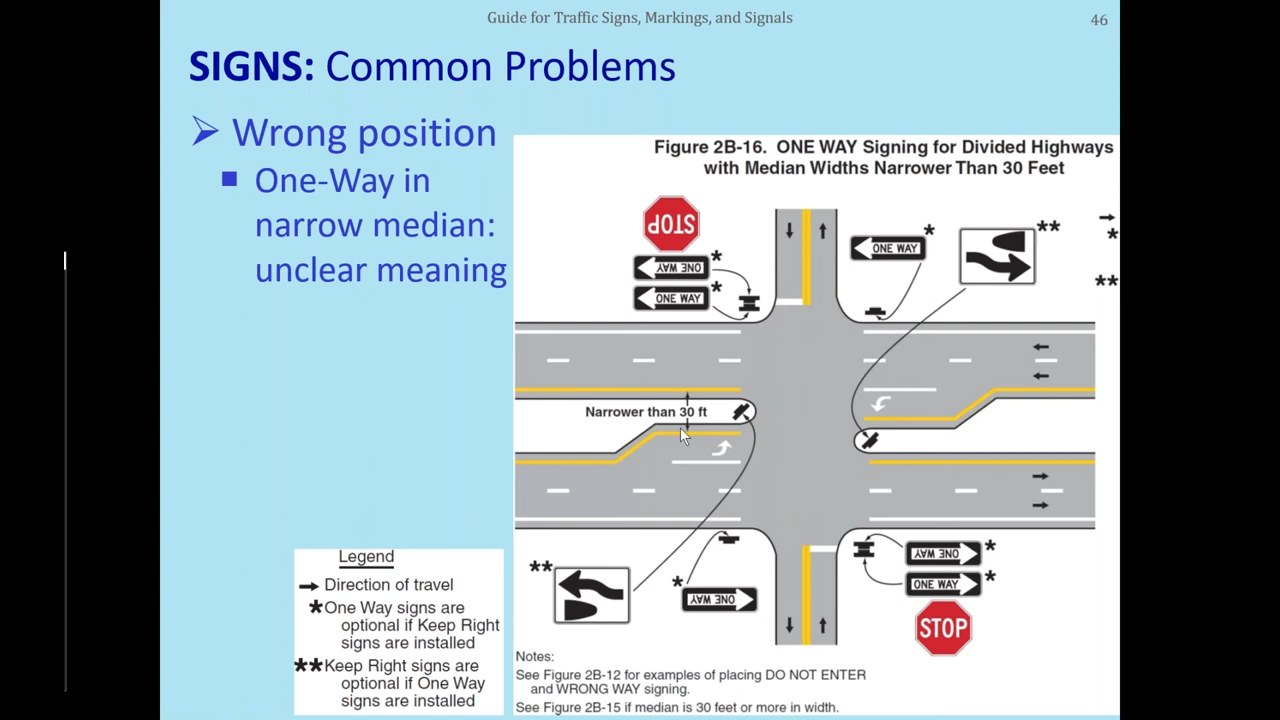 Guide for Traffic Signs, Markings, and Signals
46
SIGNS: Common Problems
➢ Wrong position
▪ One-Way in
narrow median:
unclear meaning
Figure 2B-16. ONE WAY Signing for Divided Highways
with Median Widths Narrower Than 30 Feet
STOP
ONE WAY *
ONE WAY *
ONE WAY *
**
*
**
Narrower than 30 ft
**
* ONE WAY
ONE WAY *
ONE WAY *
STOP
Legend
→ Direction of travel
* One Way signs are
optional if Keep Right
signs are installed
** Keep Right signs are
optional if One Way
signs are installed
Notes:
See Figure 2B-12 for examples of placing DO NOT ENTER
and WRONG WAY signing.
See Figure 2B-15 if median is 30 feet or more in width.